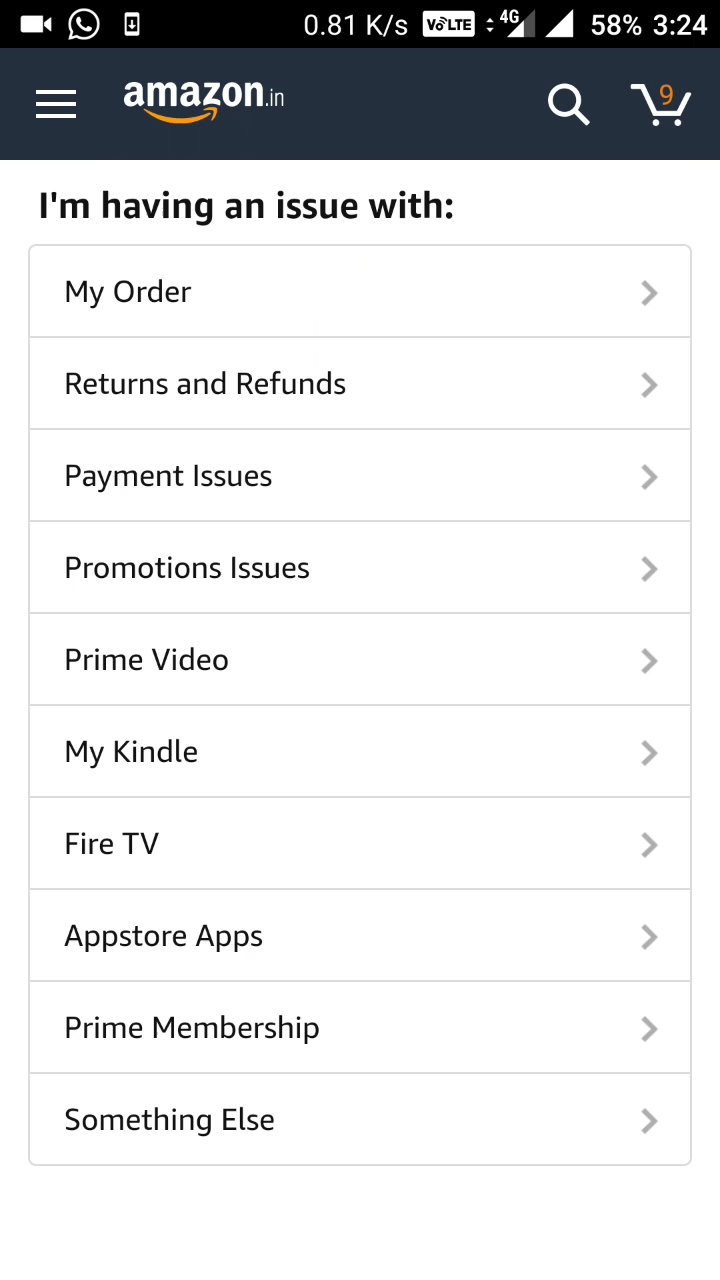 0.81 K/s VoLTE 4G 58% 3:24
amazon.in 9
I'm having an issue with:
My Order
Returns and Refunds
Payment Issues
Promotions Issues
Prime Video
My Kindle
Fire TV
Appstore Apps
Prime Membership
Something Else